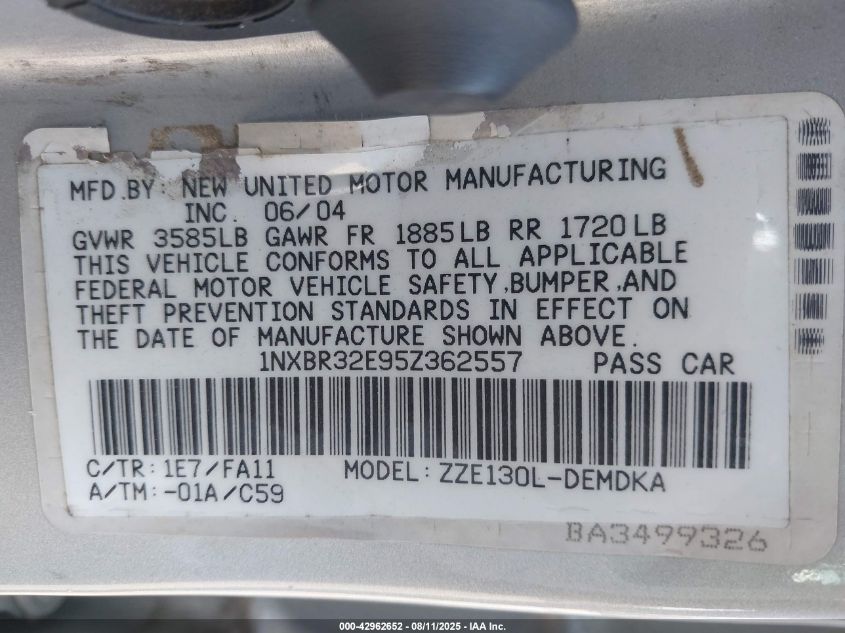 MFD.BY: NEW UNITED MOTOR MANUFACTURING
INC. 06/04
GVWR 3585LB GAWR FR 1885LB RR 1720LB
THIS VEHICLE CONFORMS TO ALL APPLICABLE
FEDERAL MOTOR VEHICLE SAFETY,BUMPER,AND
THEFT PREVENTION STANDARDS IN EFFECT ON
THE DATE OF MANUFACTURE SHOWN ABOVE.
1NXBR32E95Z362557 PASS CAR
C/TR: 1E7/FA11 MODEL: ZZE130L-DEMDKA
A/TM:-01A/C59
BA3499326
000-42962652 - 08/11/2025 - IAA Inc.